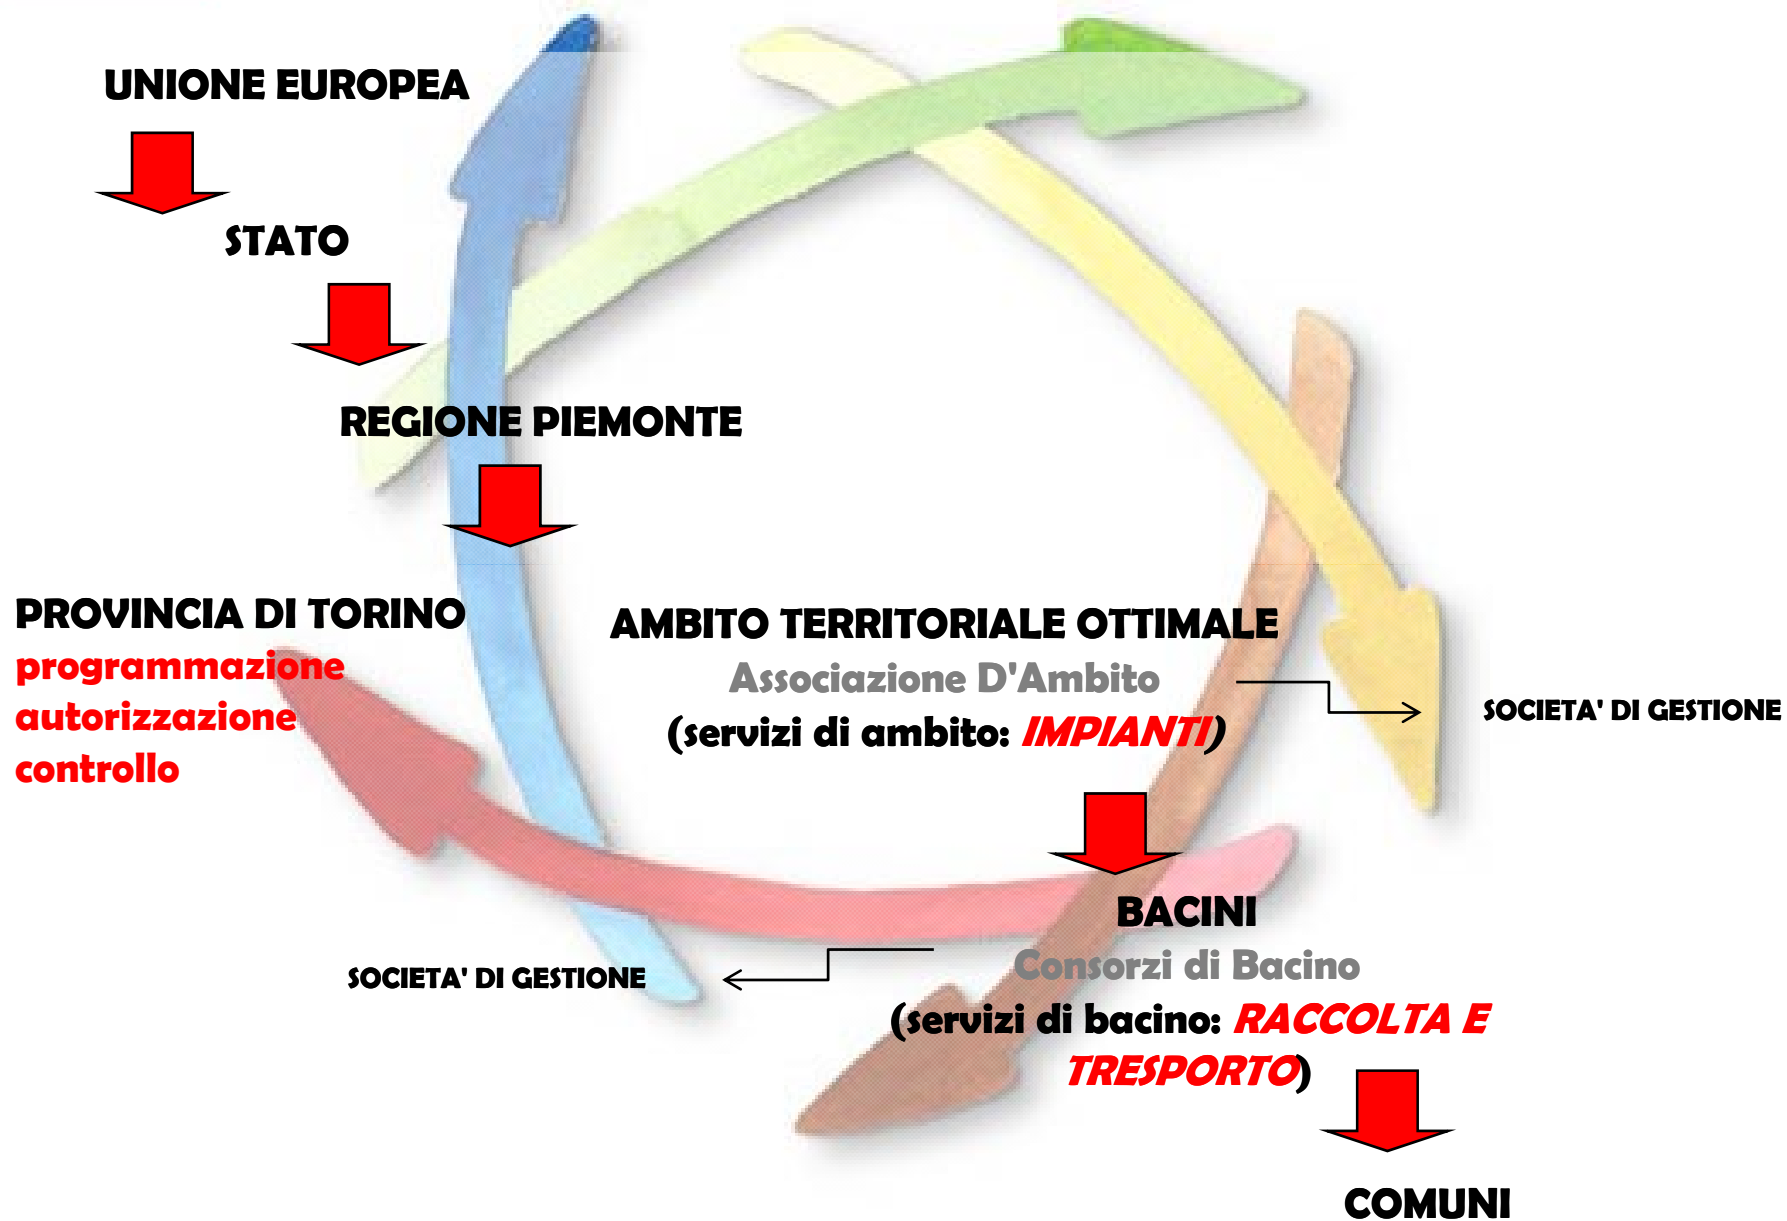 UNIONE EUROPEA
STATO
REGIONE PIEMONTE
PROVINCIA DI TORINO
programmazione
autorizzazione
controllo
AMBITO TERRITORIALE OTTIMALE
Associazione D'Ambito
(servizi di ambito: IMPIANTI)
SOCIETA' DI GESTIONE
BACINI
Consorzi di Bacino
(servizi di bacino: RACCOLTA E
TRESPORTO)
SOCIETA' DI GESTIONE
COMUNI